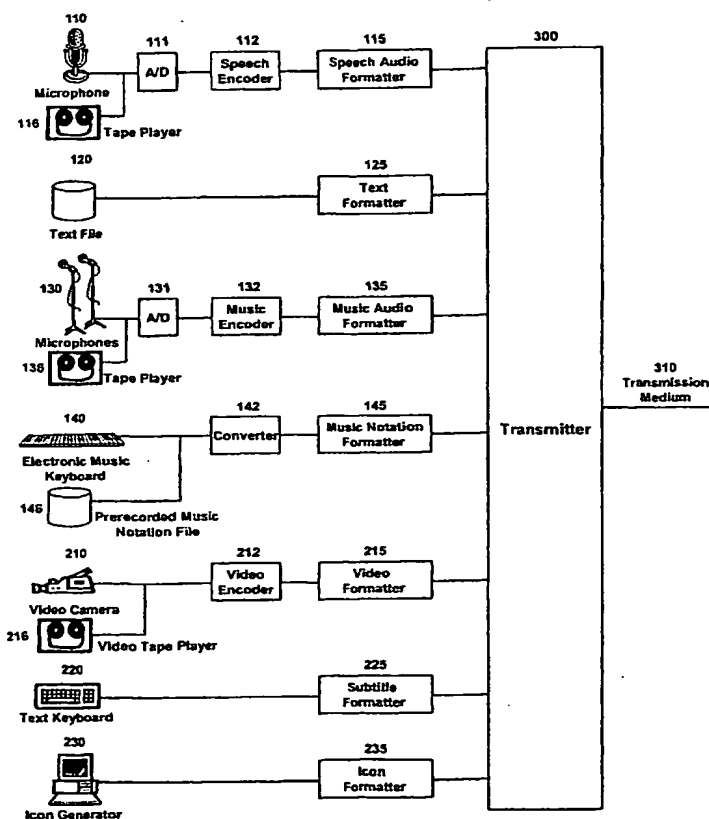 110
111
112
115
300
A/D
Speech
Encoder
Speech Audio
Formatter
Microphone
116
Tape Player
120
125
Text
Formatter
Text File
130
131
132
135
A/D
Music
Encoder
Music Audio
Formatter
Microphones
136
Tape Player
310
Transmission
Medium
140
142
145
Converter
Music Notation
Formatter
Transmitter
Electronic Music
Keyboard
146
Prerecorded Music
Notation File
210
212
215
Video
Encoder
Video
Formatter
Video Camera
216
Video Tape Player
220
225
Subtitle
Formatter
Text Keyboard
230
235
Icon
Formatter
Icon Generator